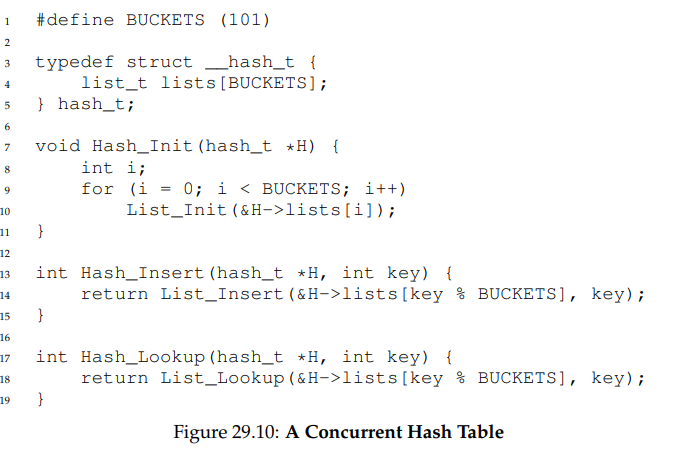 1 #define BUCKETS (101)
2
3 typedef struct __hash_t {
4 list_t lists[BUCKETS];
5 } hash_t;
6
7 void Hash_Init(hash_t *H) {
8 int i;
9 for (i = 0; i < BUCKETS; i++)
10 List_Init(&H->lists[i]);
11 }
12
13 int Hash_Insert(hash_t *H, int key) {
14 return List_Insert(&H->lists[key % BUCKETS], key);
15 }
16
17 int Hash_Lookup(hash_t *H, int key) {
18 return List_Lookup(&H->lists[key % BUCKETS], key);
19 }
Figure 29.10: A Concurrent Hash Table